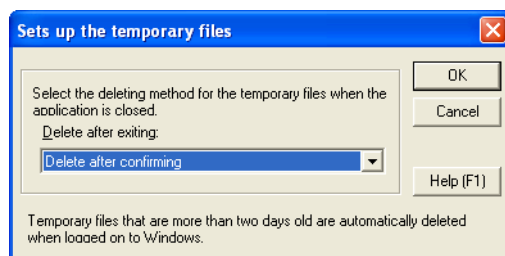 Sets up the temporary files
OK
Select the deleting method for the temporary files when the
application is closed.
Cancel
Delete after exiting:
Delete after confirming
Help (F1)
Temporary files that are more than two days old are automatically deleted
when logged on to Windows.